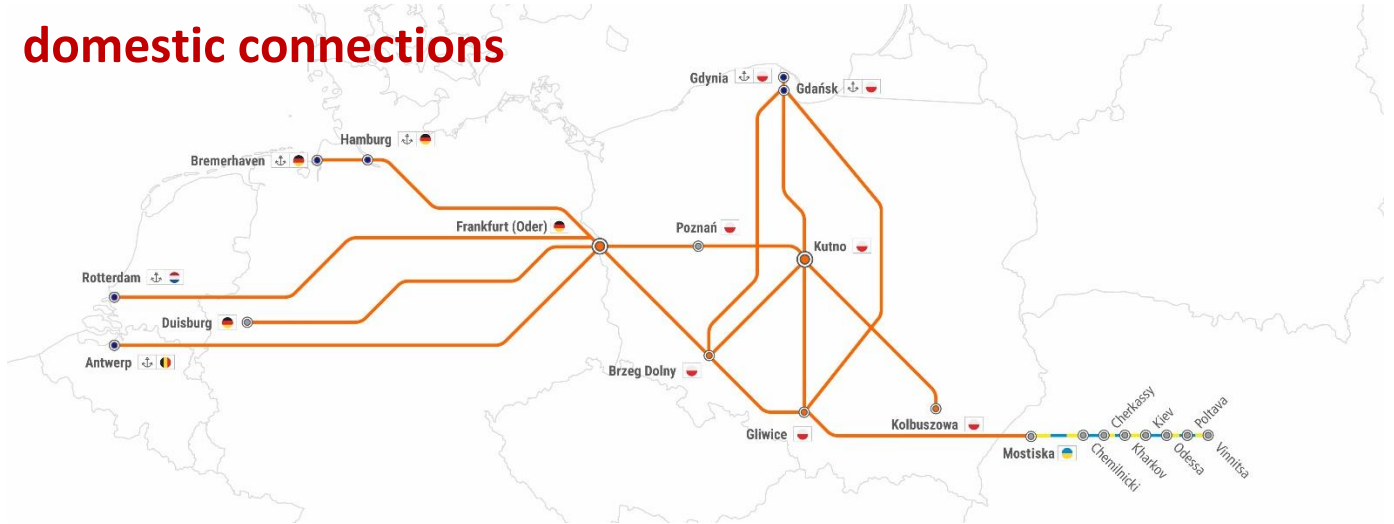 domestic connections
Gdynia
Gdańsk
Hamburg
Bremerhaven
Frankfurt (Oder)
Poznań
Kutno
Rotterdam
Duisburg
Antwerp
Brzeg Dolny
Gliwice
Kolbuszowa
Mostiska
Chemilnicki
Cherkassy
Kharkov
Kiev
Odessa
Poltava
Vinnitsa